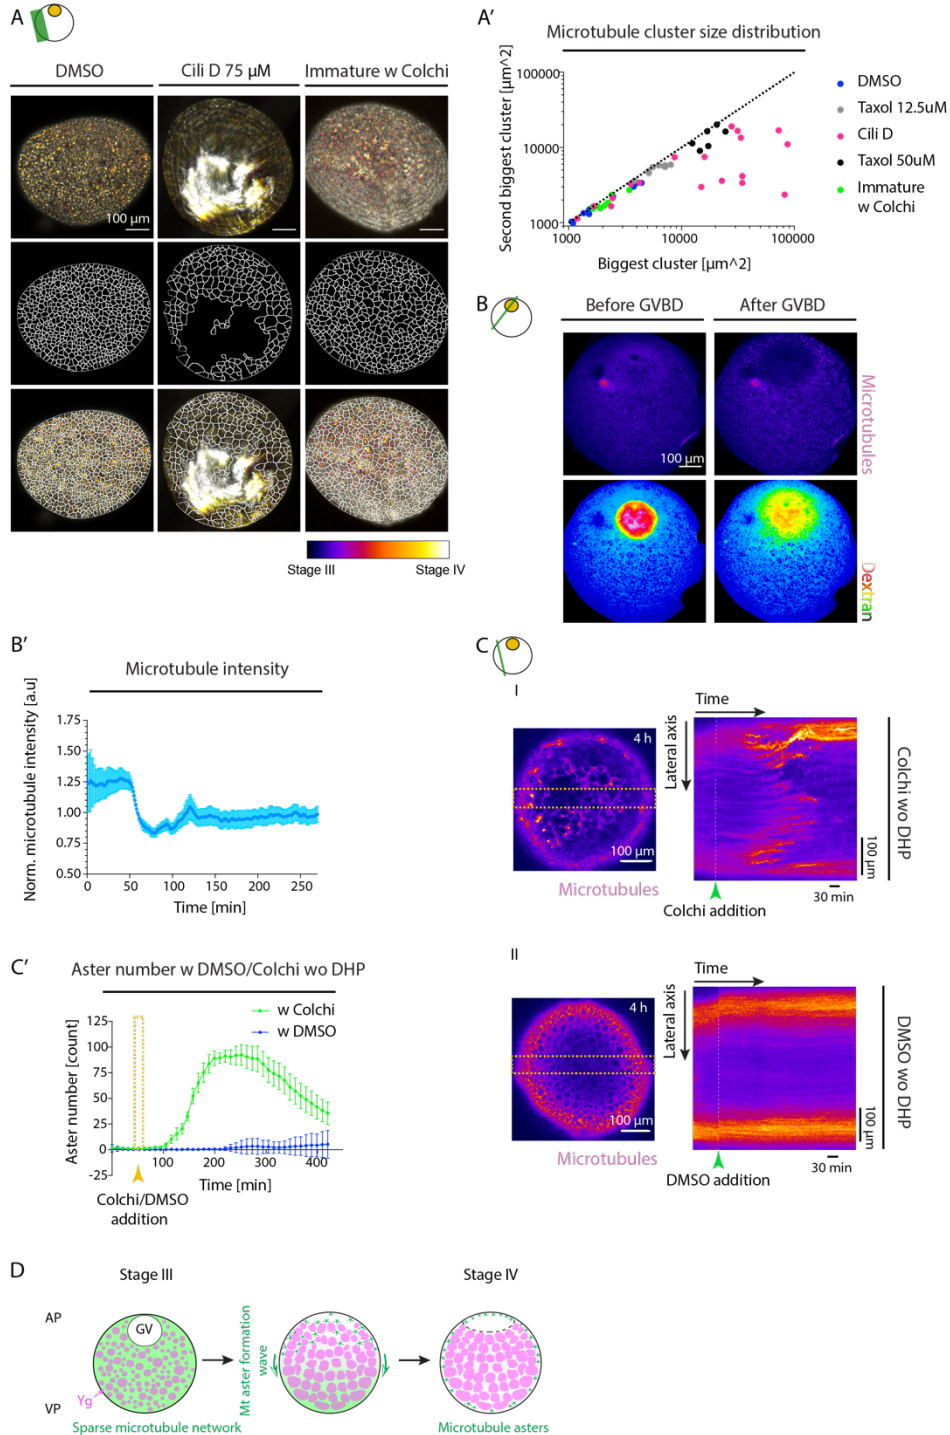 A
DMSO
Cili D 75 µM
Immature w Colchi
100 µm
Stage III
Stage IV
A’
Microtubule cluster size distribution
Second biggest cluster [µm^2]
100000
10000
1000
1000
10000
100000
Biggest cluster [µm^2]
DMSO
Taxol 12.5uM
Cili D
Taxol 50uM
Immature
w Colchi
B
Before GVBD
After GVBD
100 µm
Microtubules
Dextran
B’
Microtubule intensity
Norm. microtubule intensity [a.u]
1.75
1.50
1.25
1.00
0.75
0.50
0
50
100
150
200
250
Time [min]
C
I
4 h
100 µm
Microtubules
Time
Lateral axis
100 µm
30 min
Colchi addition
Colchi wo DHP
II
4 h
100 µm
Microtubules
Time
Lateral axis
100 µm
30 min
DMSO addition
DMSO wo DHP
C’
Aster number w DMSO/Colchi wo DHP
w Colchi
w DMSO
Aster number [count]
125
100
75
50
25
0
-25
100
200
300
400
Time [min]
Colchi/DMSO
addition
D
Stage III
Stage IV
AP
VP
GV
Yg
Mt aster formation
wave
Sparse microtubule network
Microtubule asters